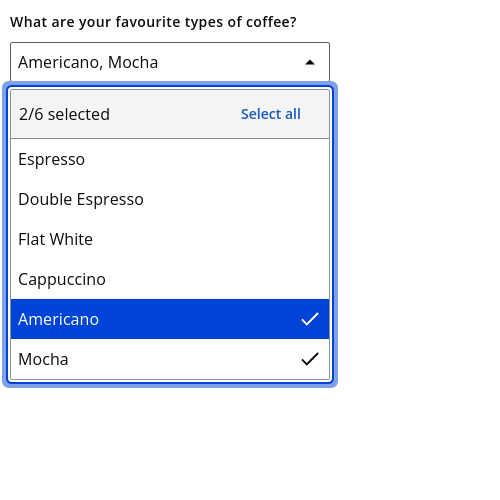 What are your favourite types of coffee?
Americano, Mocha
2/6 selected Select all
Espresso
Double Espresso
Flat White
Cappuccino
Americano
Mocha